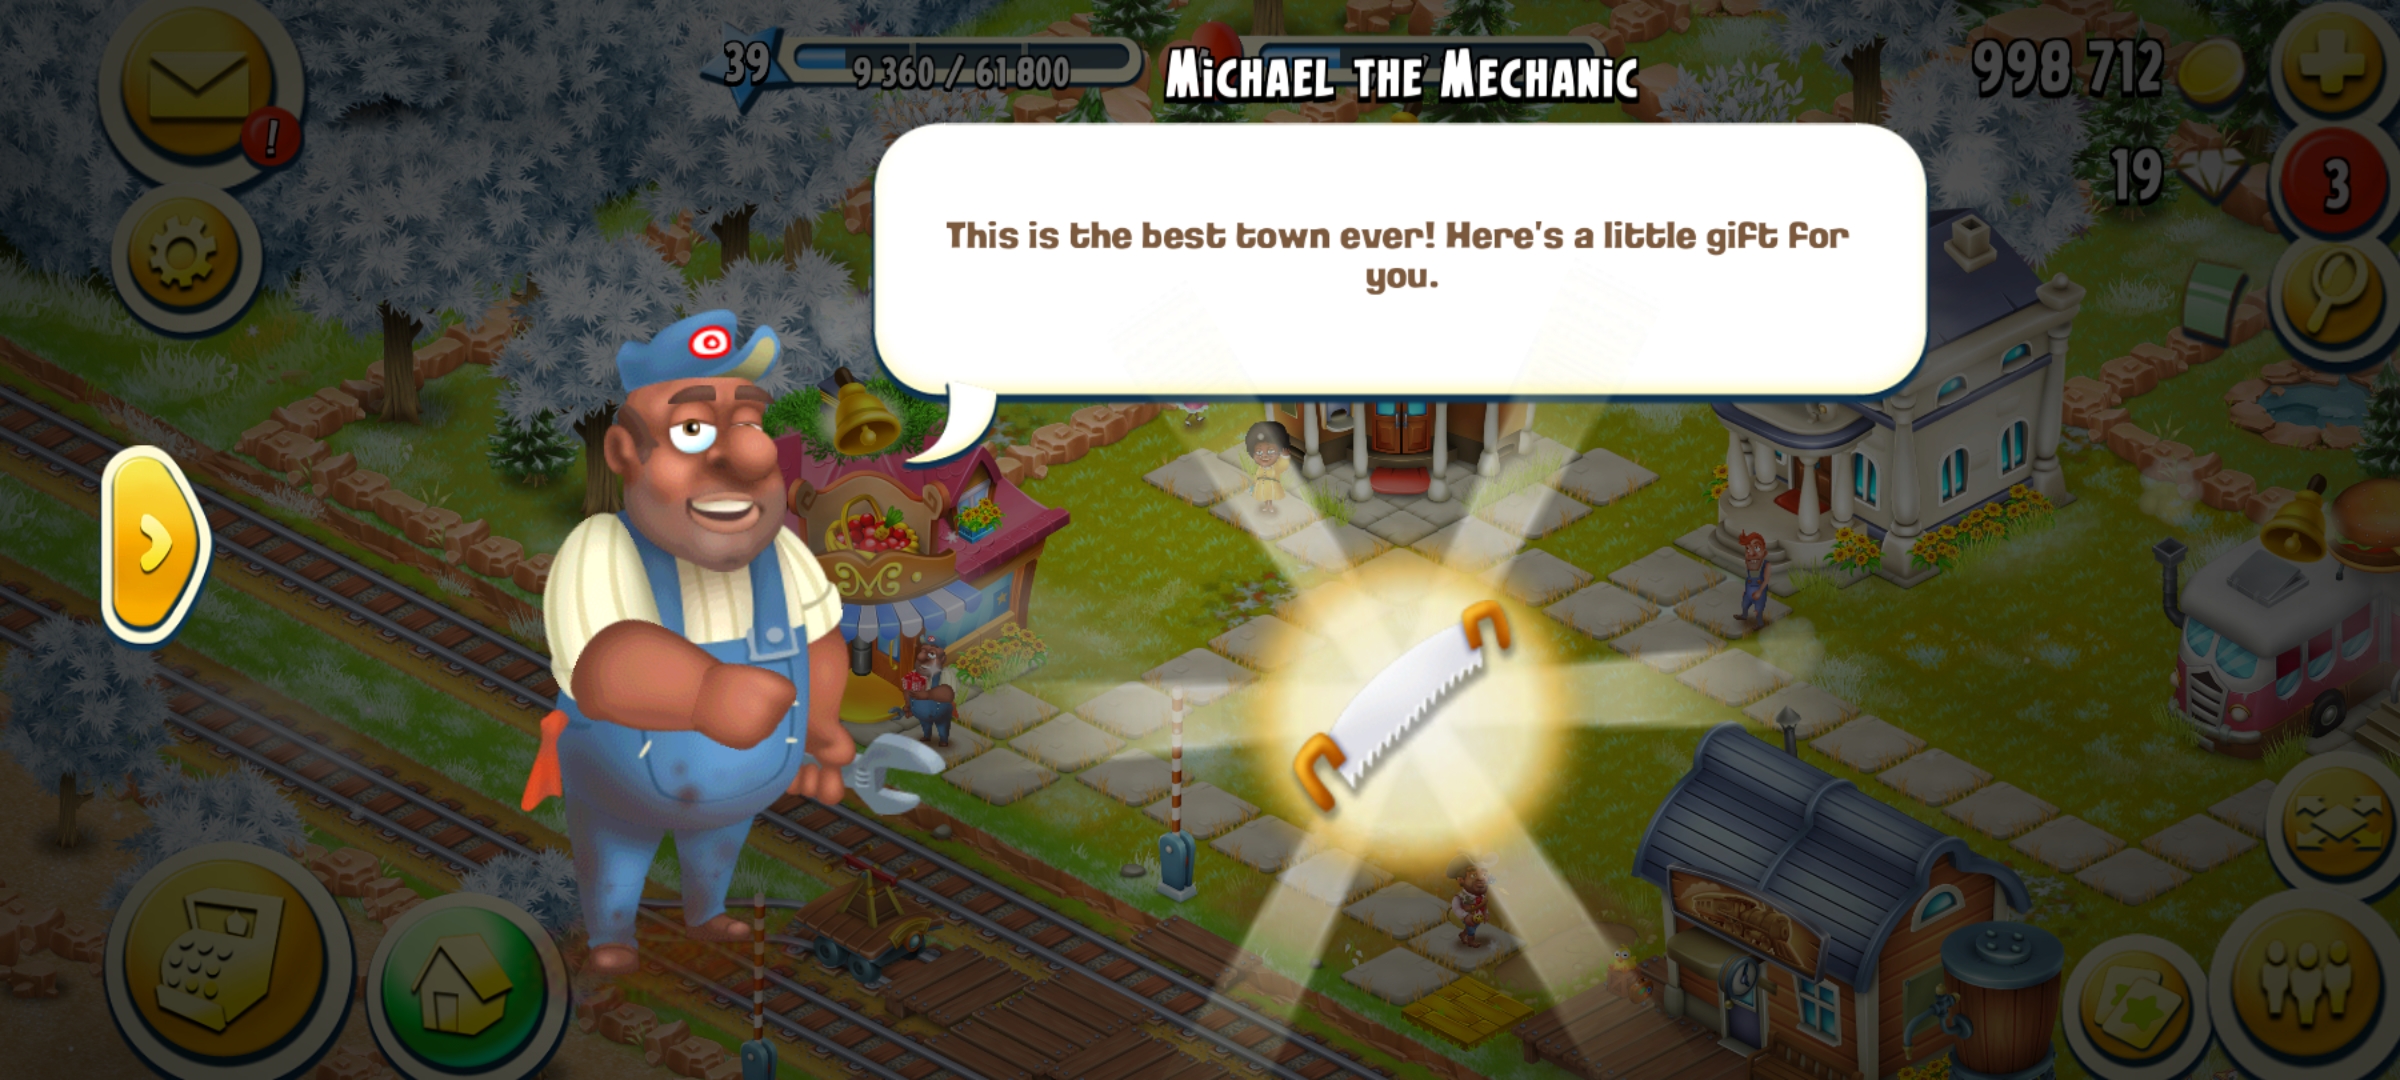 39
9 360 / 61 800
Michael the Mechanic
998 712
19
3
!
This is the best town ever! Here's a little gift for
you.